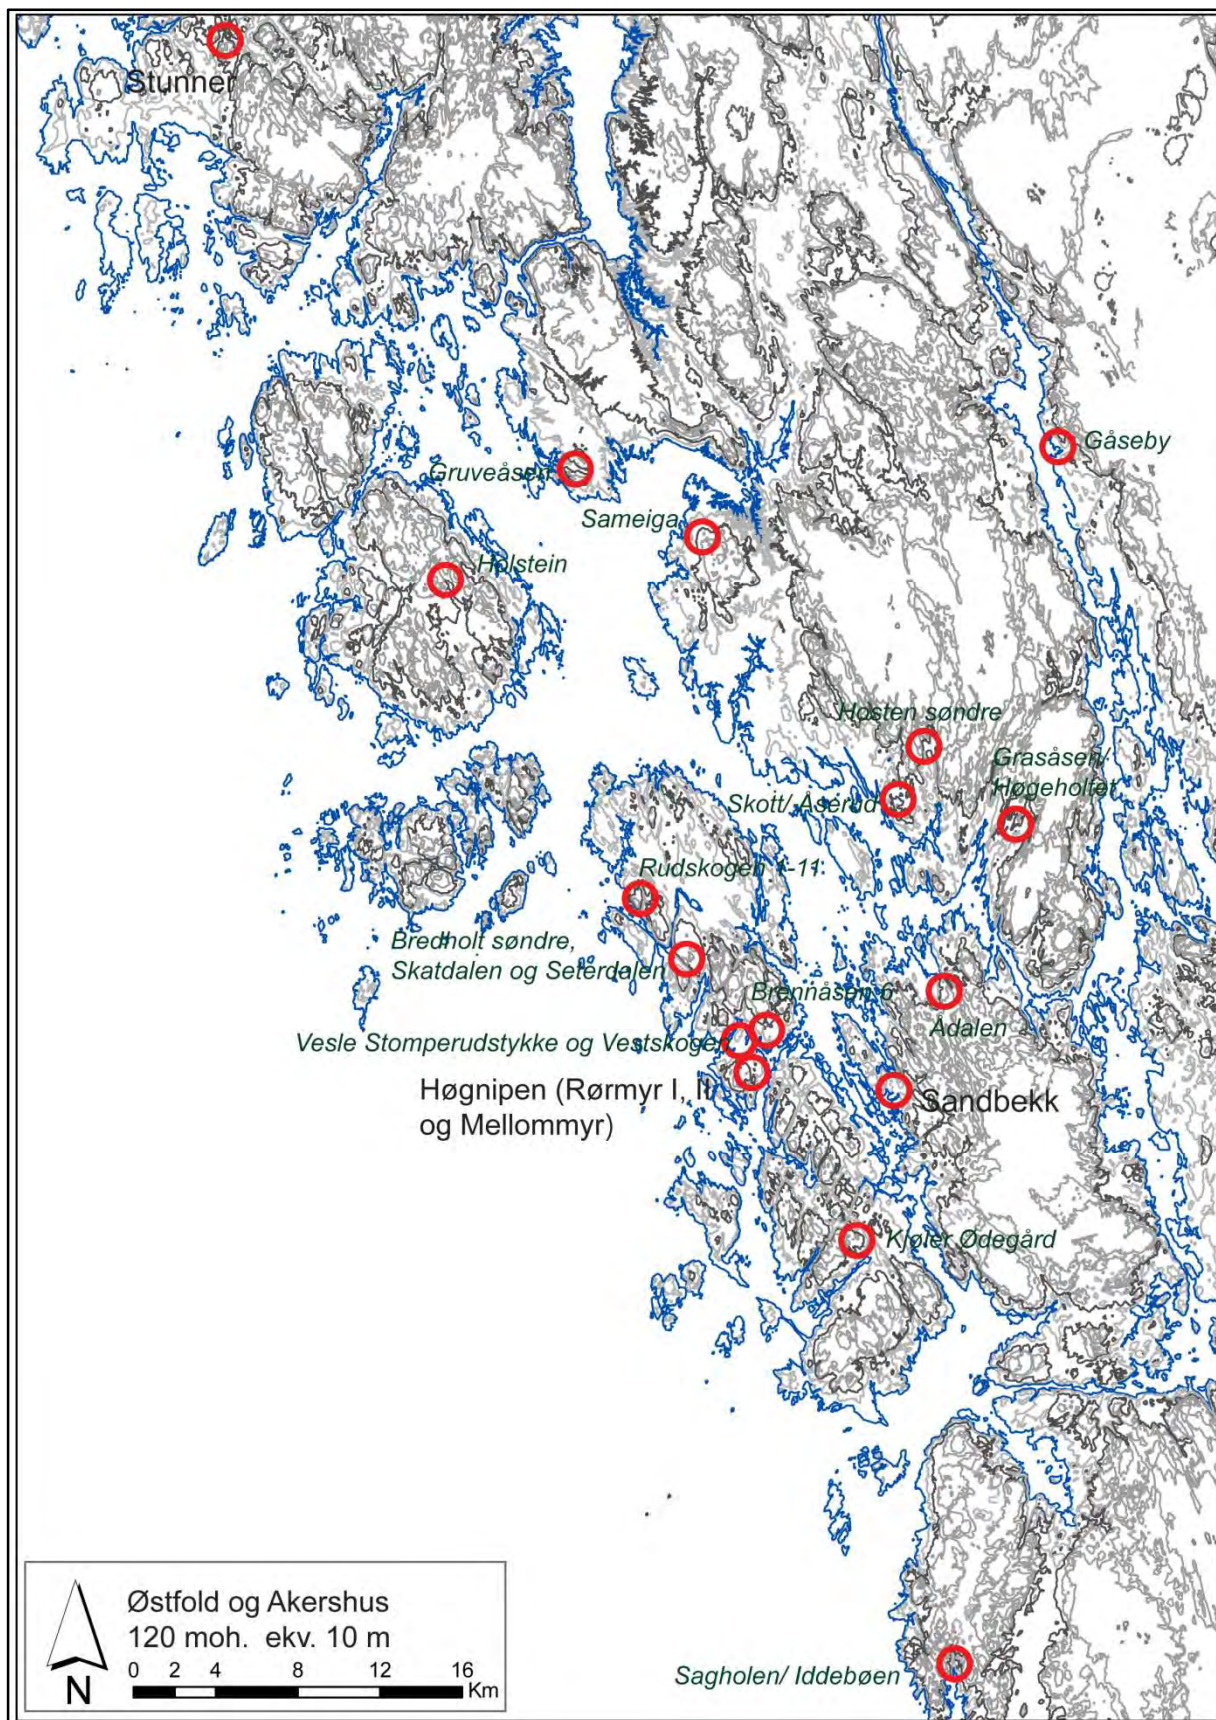 Stunner
Gåseby
Gruveåsen
Sameiga
Holstein
Hosten søndre
Grasåsen/
Høgeholtet
Skott/ Åserud
Rudskogen 1-11
Bredholt søndre,
Skatdalen og Seterdalen
Brennåsen 6
Ådalen
Vesle Stomperudstykke og Vestskogen
Høgnipen (Rørmyr I, II
og Mellommyr)
Sandbekk
Kjøler Ødegård
Sagholen/ Iddebøen
Østfold og Akershus
120 moh. ekv. 10 m
0 2 4 8 12 16
Km
N